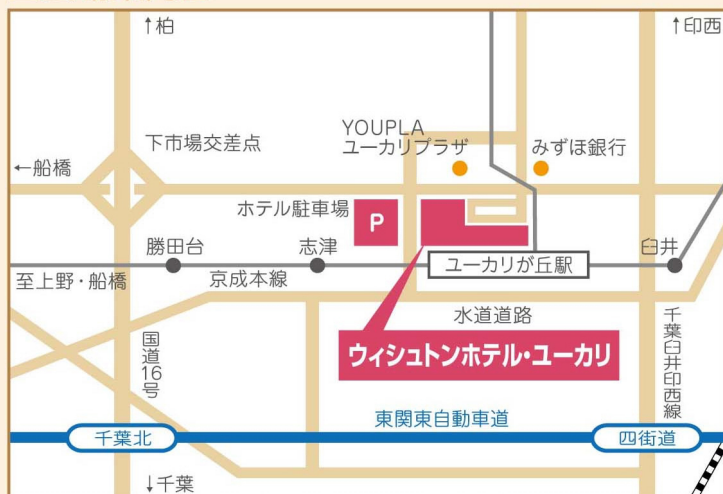 ↑柏
↑印西
YOUPLA
ユーカリプラザ
みずほ銀行
下市場交差点
←船橋
ホテル駐車場
P
勝田台
志津
ユーカリが丘駅
臼井
至上野・船橋
京成本線
水道道路
ウィシュトンホテル・ユーカリ
国道16号
千葉臼井印西線
東関東自動車道
千葉北
四街道
↓千葉